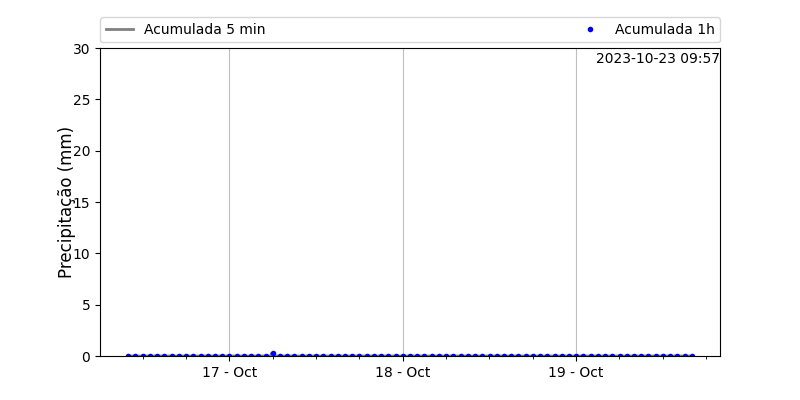 Acumulada 5 min
Acumulada 1h
2023-10-23 09:57
Precipitação (mm)
30
25
20
15
10
5
0
17 - Oct
18 - Oct
19 - Oct